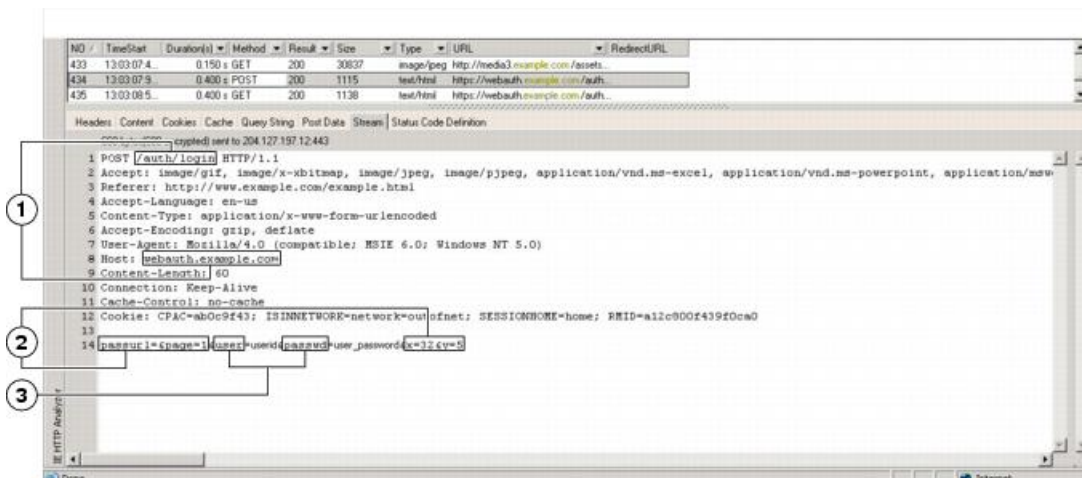 NO / TimeStart Duration(s) Method Result Size Type URL RedirectURL
433 13:03:07:4... 0.150 s GET 200 30837 image/jpeg http://media3.example.com/assets...
434 13:03:07:9... 0.400 s POST 200 1115 text/html https://webauth.example.com/auth...
435 13:03:08:5... 0.400 s GET 200 1138 text/html https://webauth.example.com/auth...
Headers Content Cookies Cache Query String Post Data Stream Status Code Definition
crypted) sent to 204.127.197.12:443
1 POST /auth/login HTTP/1.1
2 Accept: image/gif, image/x-xbitmap, image/jpeg, image/pjpeg, application/vnd.ms-excel, application/vnd.ms-powerpoint, application/msw
3 Referer: http://www.example.com/example.html
4 Accept-Language: en-us
5 Content-Type: application/x-www-form-urlencoded
6 Accept-Encoding: gzip, deflate
7 User-Agent: Mozilla/4.0 (compatible; MSIE 6.0; Windows NT 5.0)
8 Host: webauth.example.com
9 Content-Length: 60
10 Connection: Keep-Alive
11 Cache-Control: no-cache
12 Cookie: CPAC=ab0c9f43; ISINNETWORK=network=outofnet; SESSIONHOME=home; RMID=a12c800f439f0ca0
13
14 passurl=&page=1&user=userid&passwd=user_password&x=32&y=5
1
2
3
IE HTTP Analyzer
Done
Internet